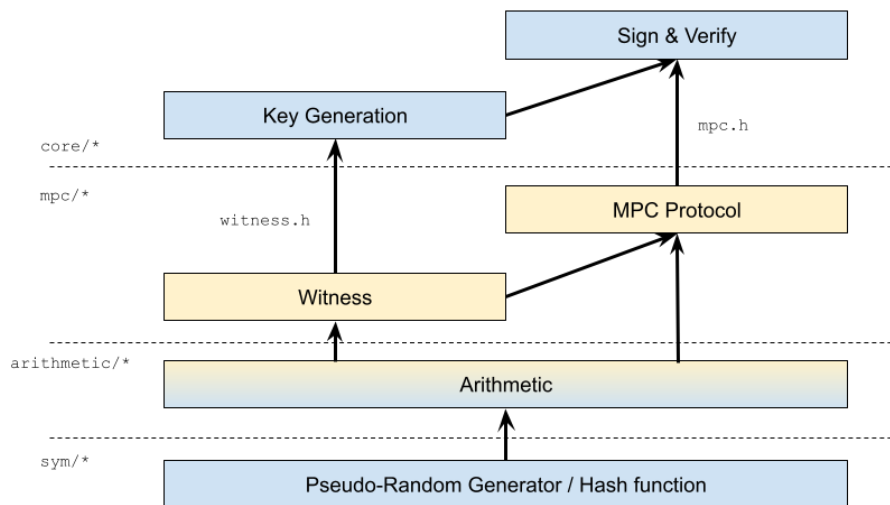 Sign & Verify
Key Generation
mpc.h
core/*
mpc/*
MPC Protocol
witness.h
Witness
arithmetic/*
Arithmetic
sym/*
Pseudo-Random Generator / Hash function